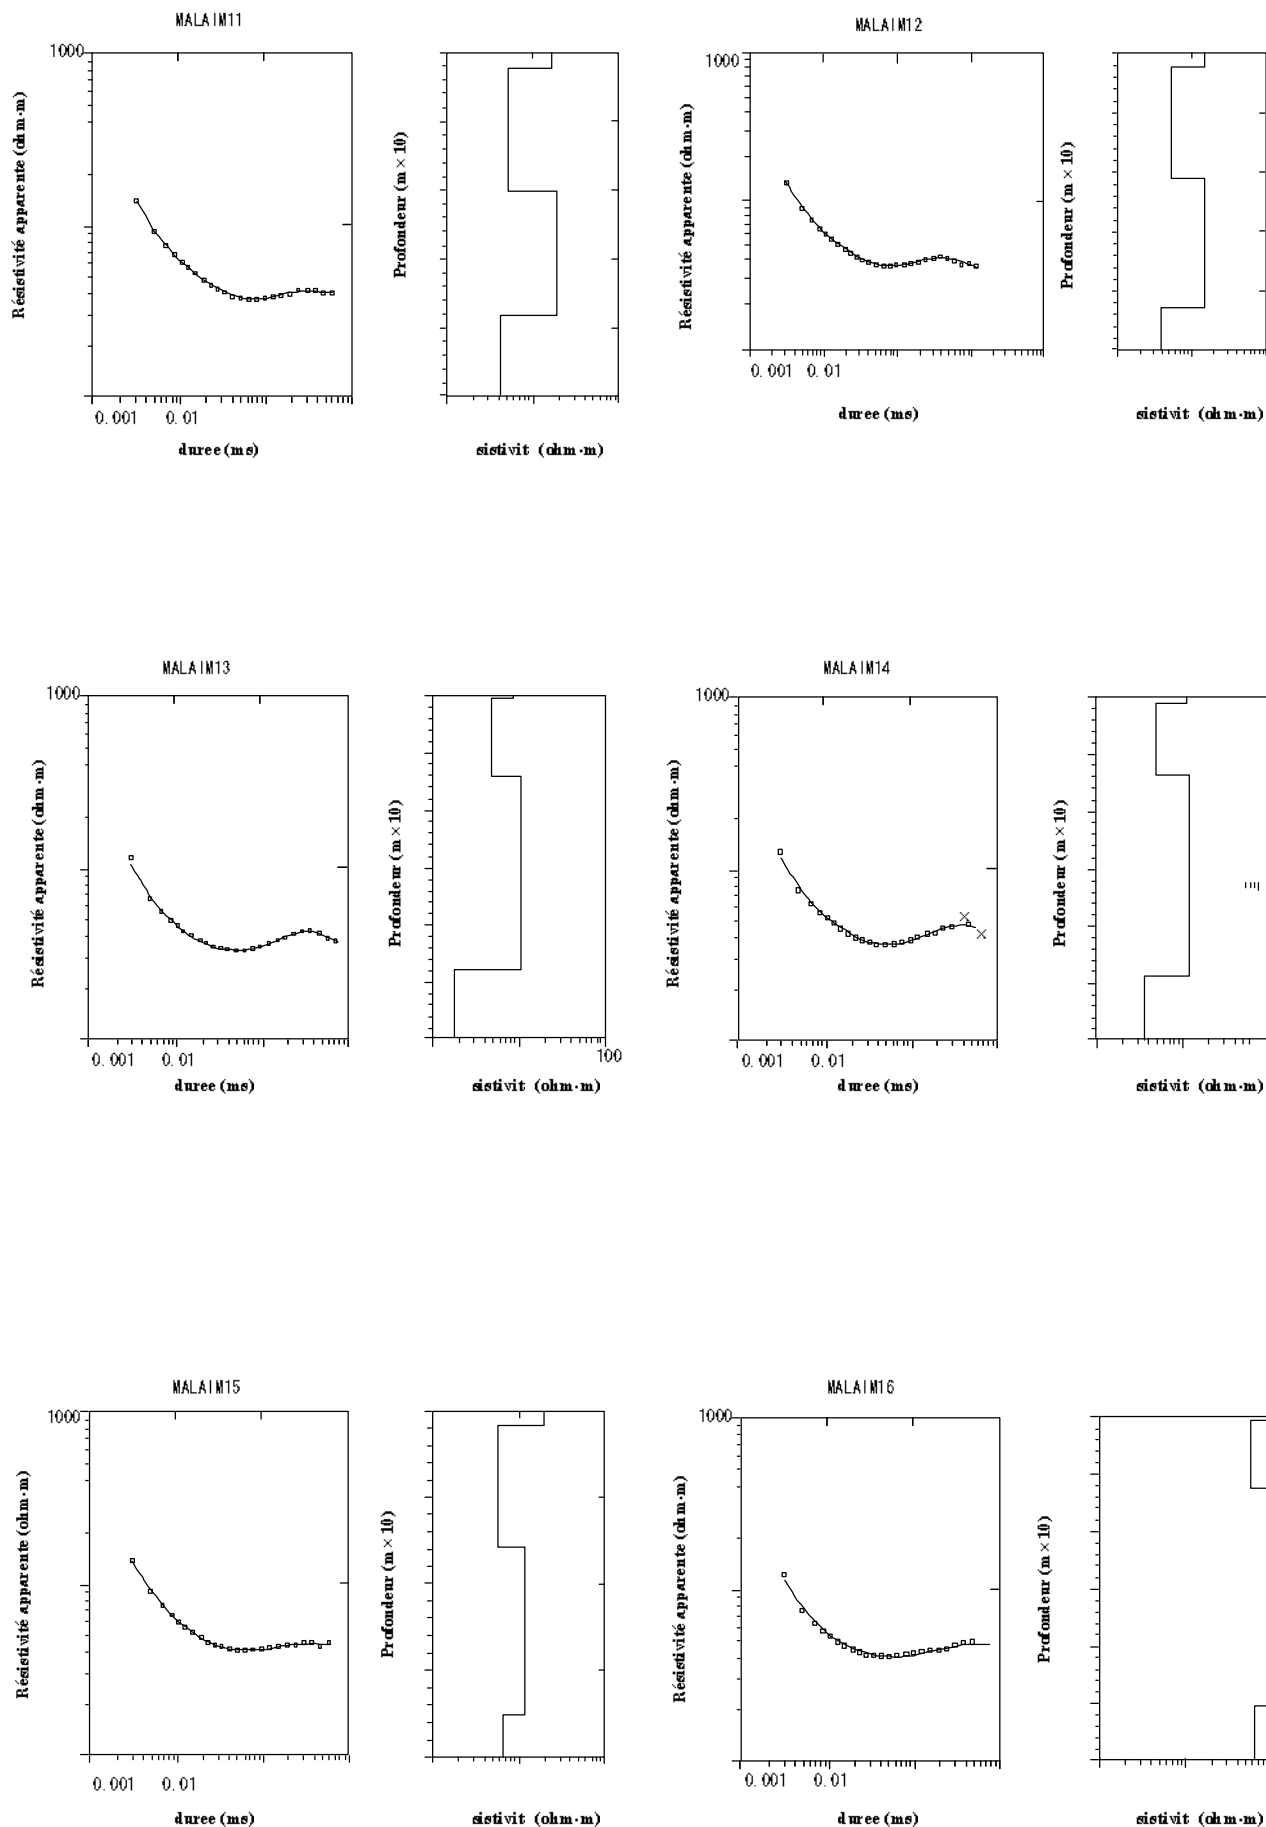 MALAIM11
1000
Résistivité apparente (ohm·m)
0.001 0.01
duree (ms)
Profondeur (m × 10)
sistivit (ohm·m)
MALAIM12
1000
Résistivité apparente (ohm·m)
0.001 0.01
duree (ms)
Profondeur (m × 10)
sistivit (ohm·m)
MALAIM13
1000
Résistivité apparente (ohm·m)
0.001 0.01
duree (ms)
Profondeur (m × 10)
100
sistivit (ohm·m)
MALAIM14
1000
Résistivité apparente (ohm·m)
0.001 0.01
duree (ms)
Profondeur (m × 10)
sistivit (ohm·m)
MALAIM15
1000
Résistivité apparente (ohm·m)
0.001 0.01
duree (ms)
Profondeur (m × 10)
sistivit (ohm·m)
MALAIM16
1000
Résistivité apparente (ohm·m)
0.001 0.01
duree (ms)
Profondeur (m × 10)
sistivit (ohm·m)